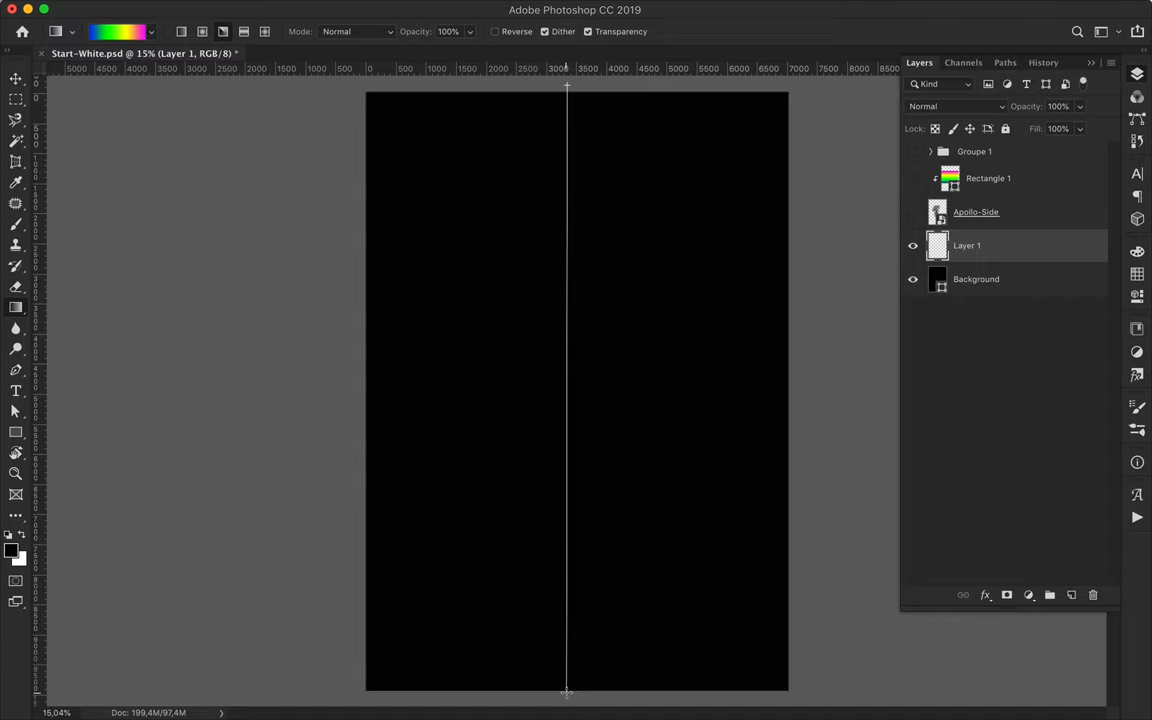 Adobe Photoshop CC 2019
Mode: Normal Opacity: 100% Reverse Dither Transparency
Start-White.psd @ 15% (Layer 1, RGB/8) *
5000 4500 4000 3500 3000 2500 2000 1500 1000 500 0 500 1000 1500 2000 2500 3000 3500 4000 4500 5000 5500 6000 6500 7000 7500 8000 8500
Layers Channels Paths History
Kind
Normal Opacity: 100%
Lock: Fill: 100%
Groupe 1
Rectangle 1
Apollo-Side
Layer 1
Background
15,04% Doc: 199,4M/97,4M